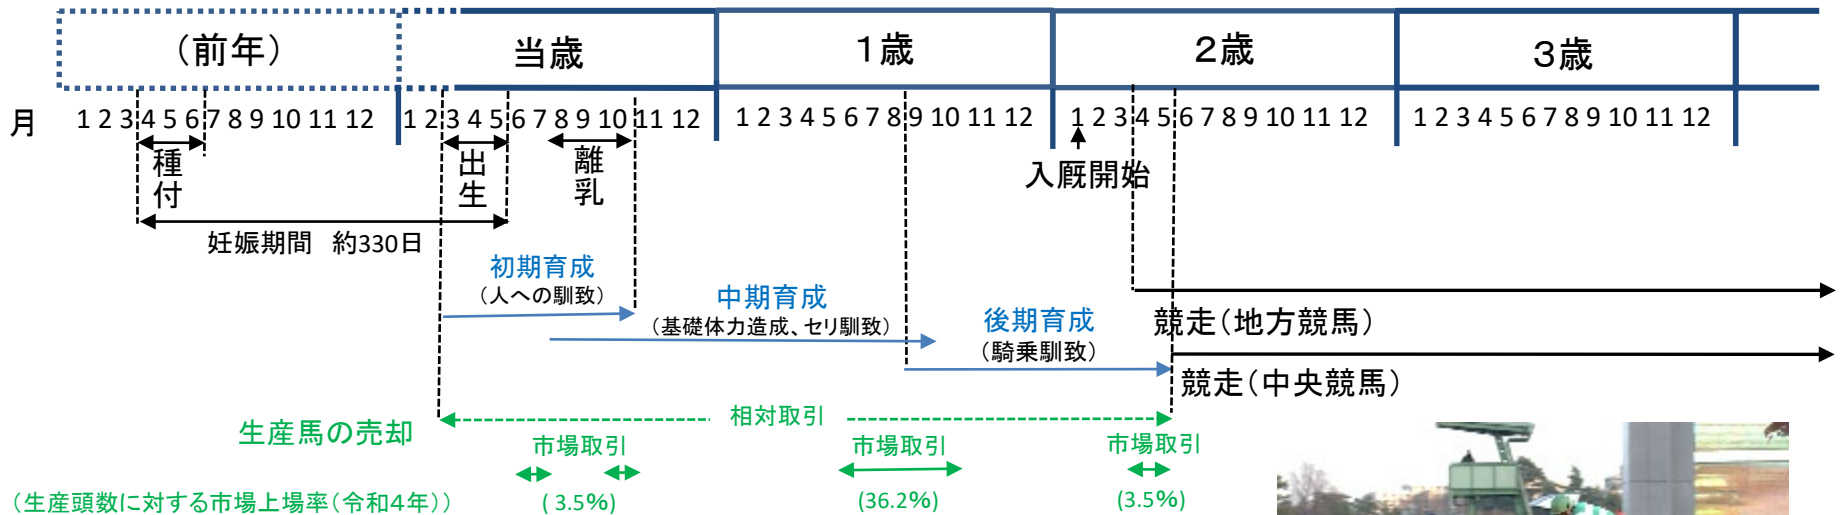 (前年) 当歳 1歳 2歳 3歳
月 1 2 3 4 5 6 7 8 9 10 11 12 1 2 3 4 5 6 7 8 9 10 11 12 1 2 3 4 5 6 7 8 9 10 11 12 1 2 3 4 5 6 7 8 9 10 11 12 1 2 3 4 5 6 7 8 9 10 11 12
種付 出生 離乳 入厩開始
妊娠期間 約330日
初期育成
(人への馴致)
中期育成
(基礎体力造成、セリ馴致)
後期育成
(騎乗馴致)
競走(地方競馬)
競走(中央競馬)
相対取引
生産馬の売却
市場取引 市場取引 市場取引
(生産頭数に対する市場上場率(令和4年)) (3.5%) (36.2%) (3.5%)